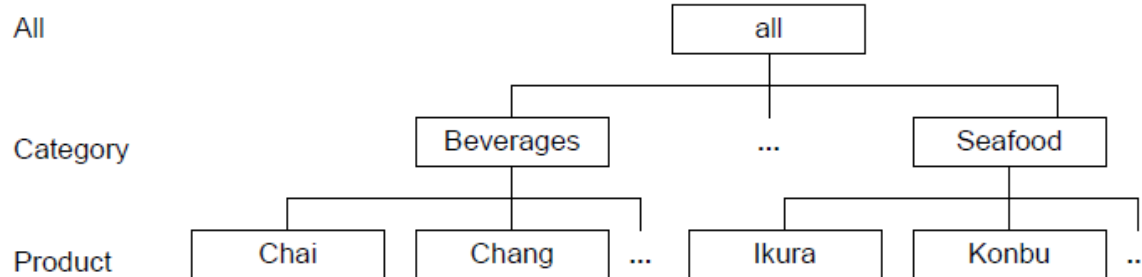 All all
Category Beverages ... Seafood
Product Chai Chang ... Ikura Konbu ..